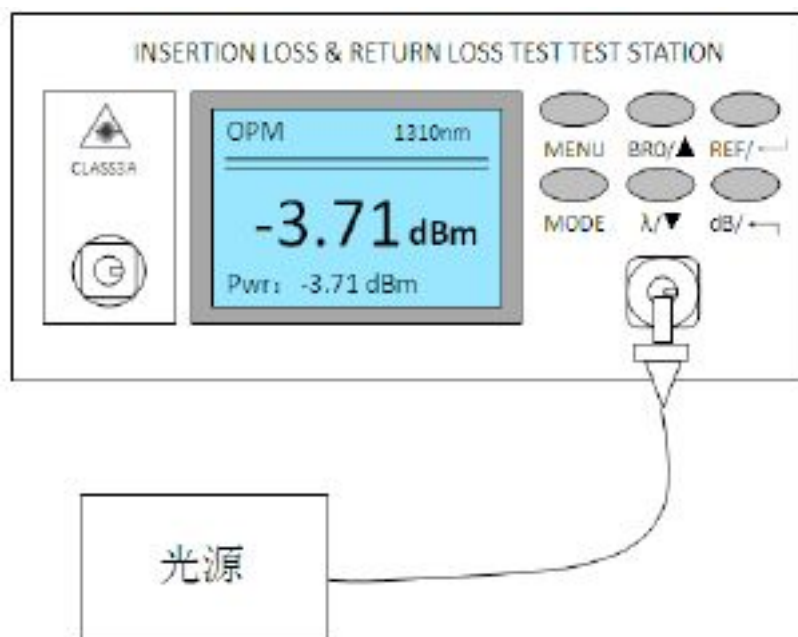 INSERTION LOSS & RETURN LOSS TEST TEST STATION
CLASS3A
OPM 1310nm
-3.71 dBm
Pwr: -3.71 dBm
MENU BR0/▲ REF/←┘
MODE λ/▼ dB/←┐
光源